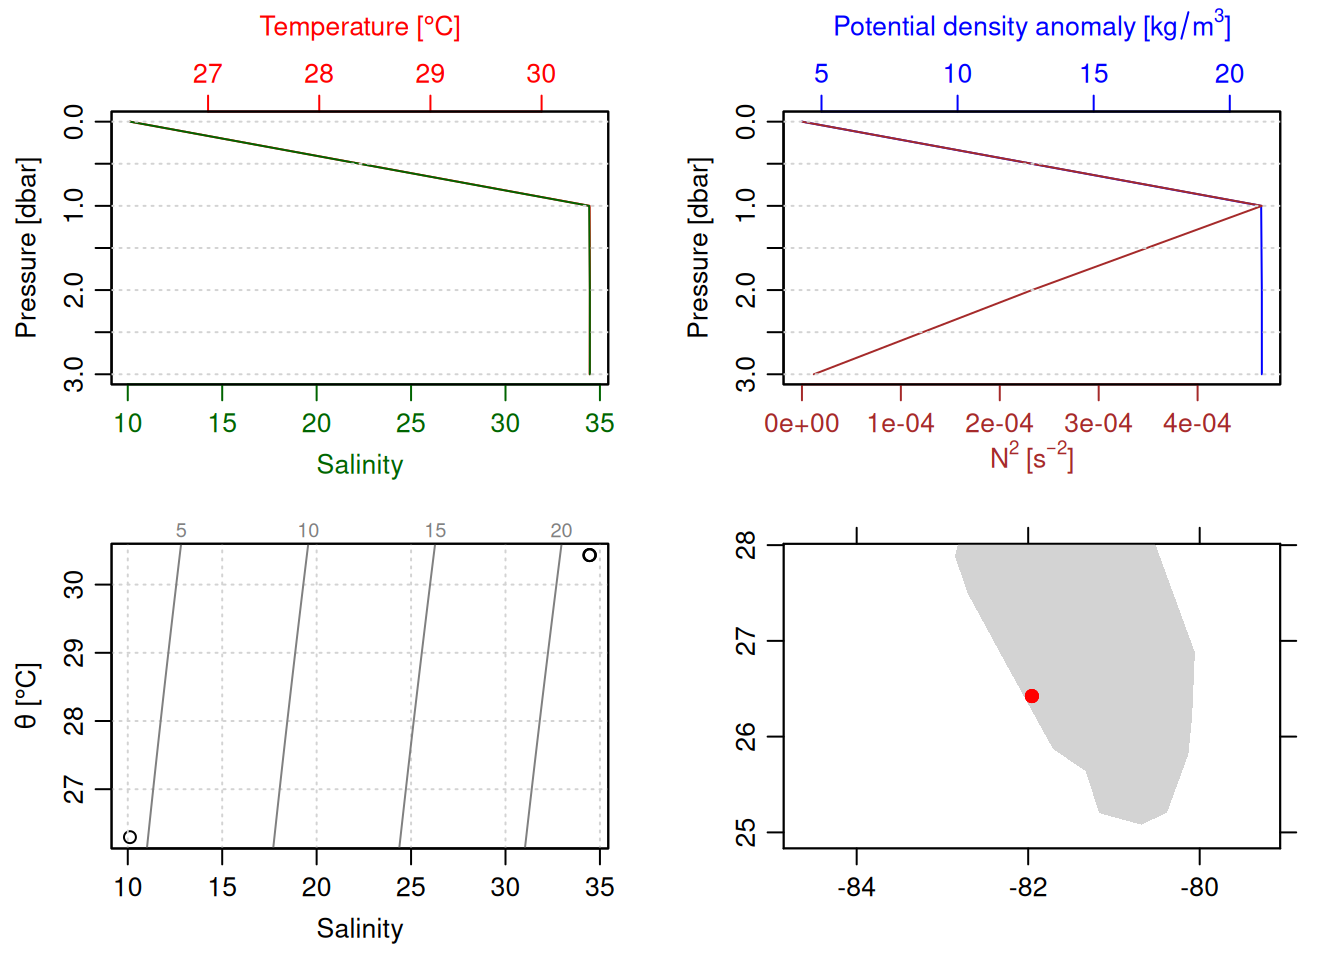 Temperature [°C]
27 28 29 30
Pressure [dbar]
0.0 1.0 2.0 3.0
10 15 20 25 30 35
Salinity
Potential density anomaly [kg/m³]
5 10 15 20
Pressure [dbar]
0.0 1.0 2.0 3.0
0e+00 1e-04 2e-04 3e-04 4e-04
N² [s⁻²]
5 10 15 20
θ [°C]
30 29 28 27
10 15 20 25 30 35
Salinity
28 27 26 25
-84 -82 -80